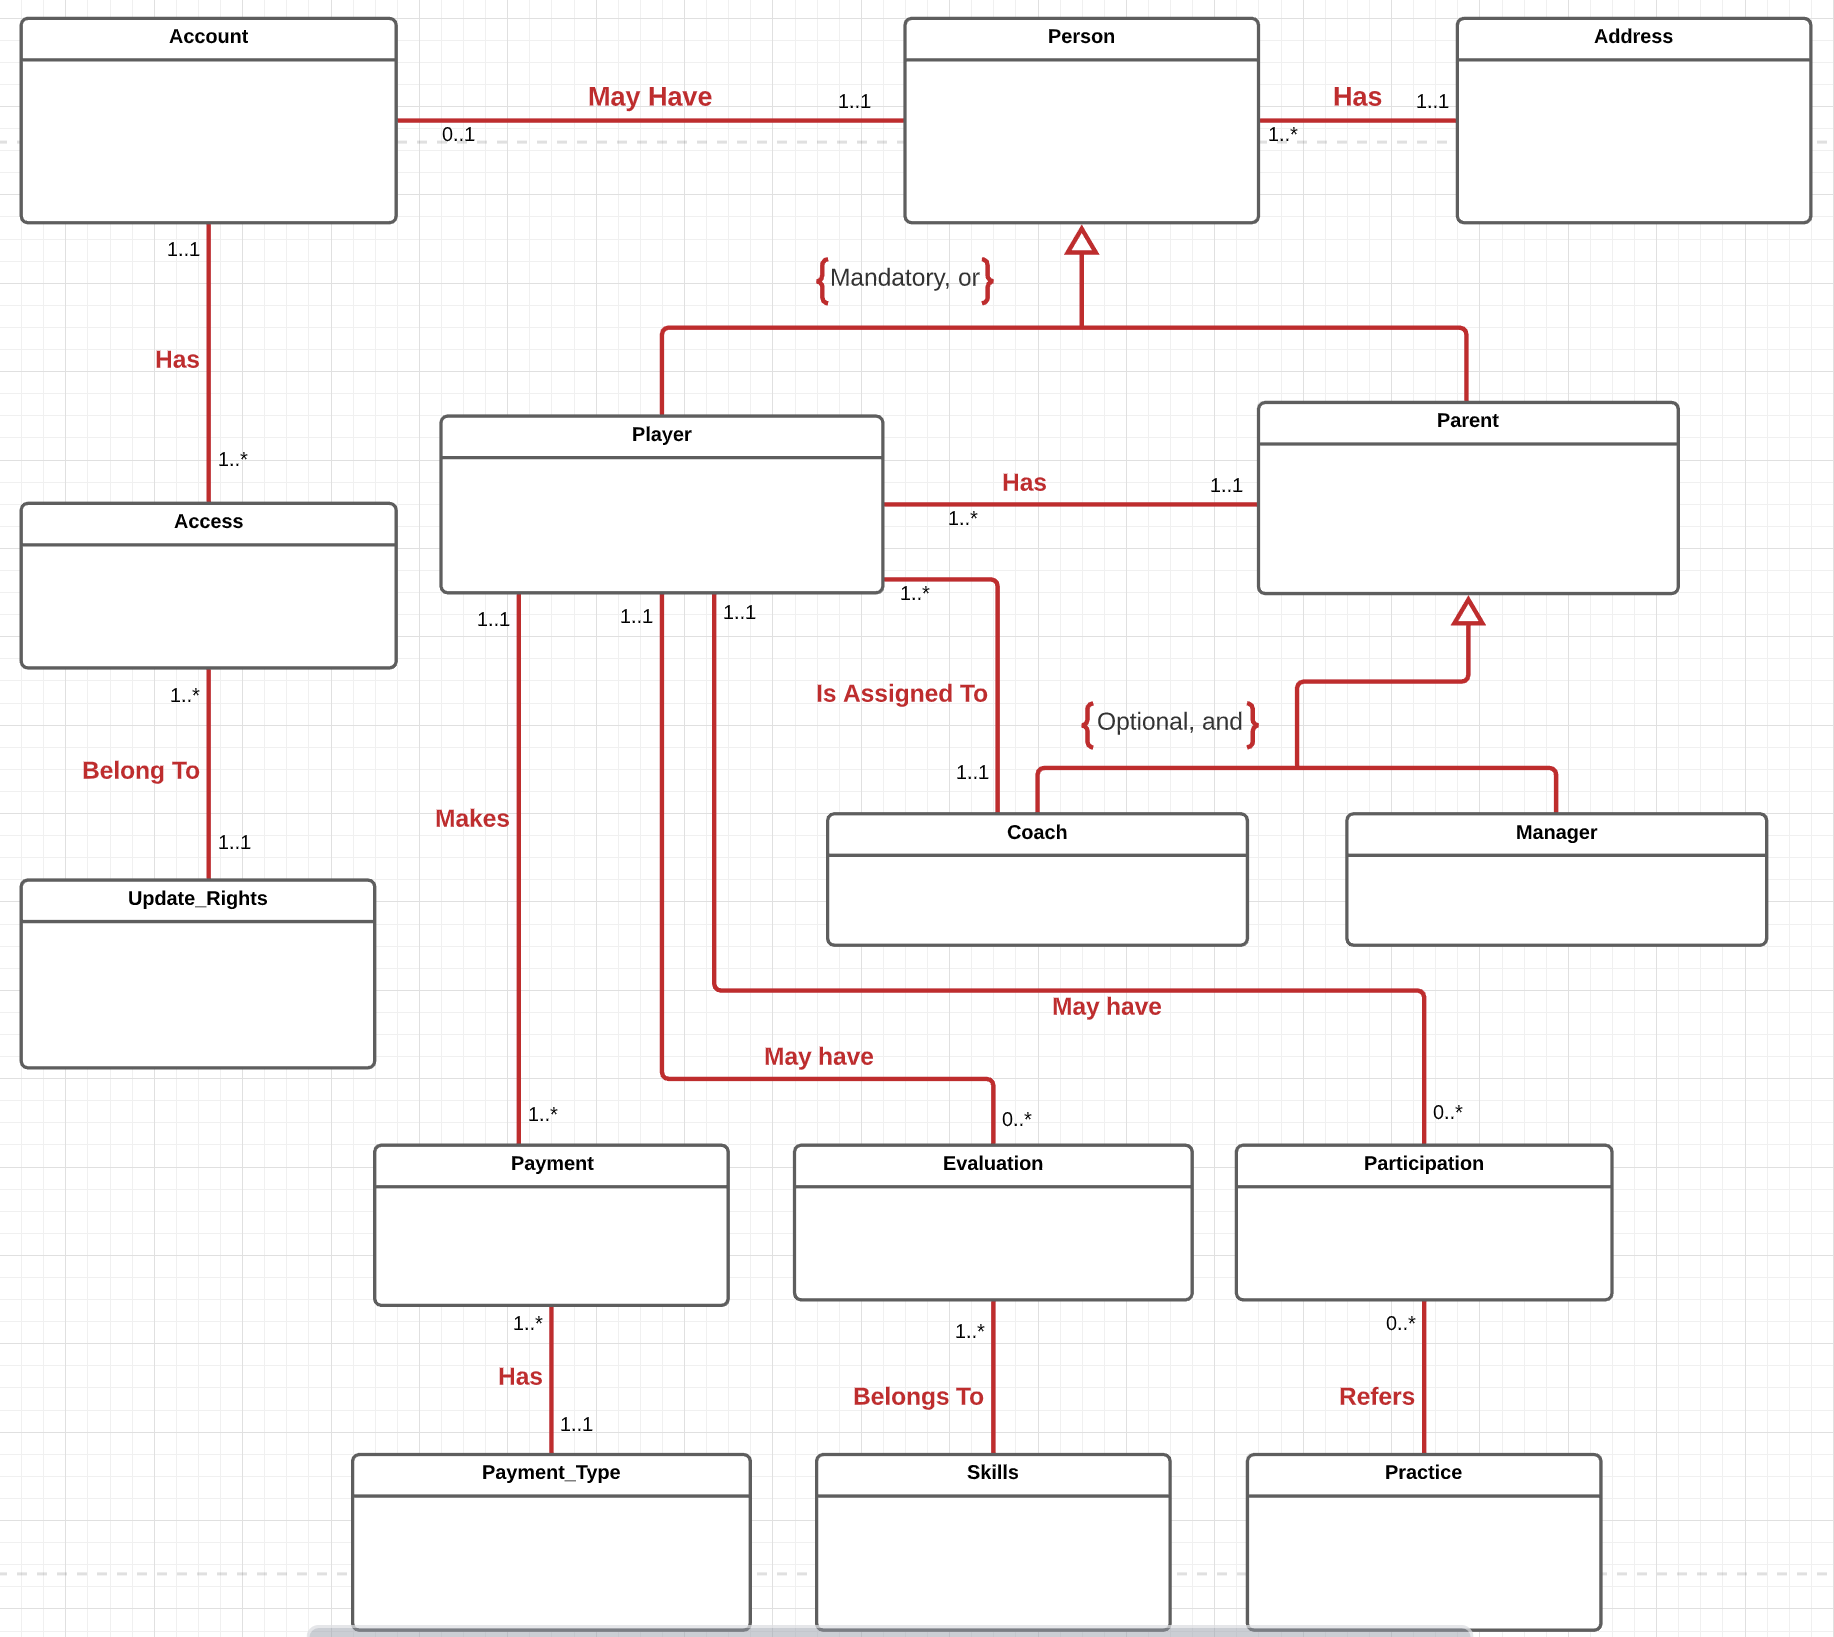 Account
Person
Address
May Have
1..1
0..1
Has
1..1
1..*
1..1
{Mandatory, or}
Has
1..*
Player
Parent
Has
1..1
1..*
Access
1..*
1..1
1..1
1..1
1..*
Is Assigned To
{Optional, and}
Belong To
1..1
Makes
Coach
Manager
1..1
Update_Rights
May have
May have
1..*
0..*
0..*
Payment
Evaluation
Participation
1..*
1..*
0..*
Has
Belongs To
Refers
1..1
Payment_Type
Skills
Practice